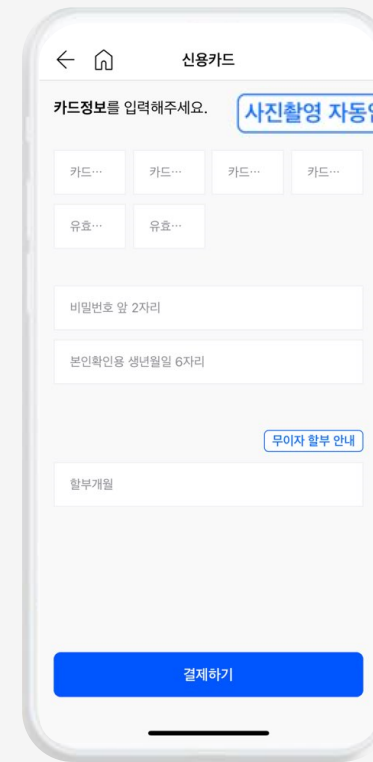 신용카드
카드정보를 입력해주세요.
사진촬영 자동
카드… 카드… 카드… 카드…
유효… 유효…
비밀번호 앞 2자리
본인확인용 생년월일 6자리
무이자 할부 안내
할부개월
결제하기